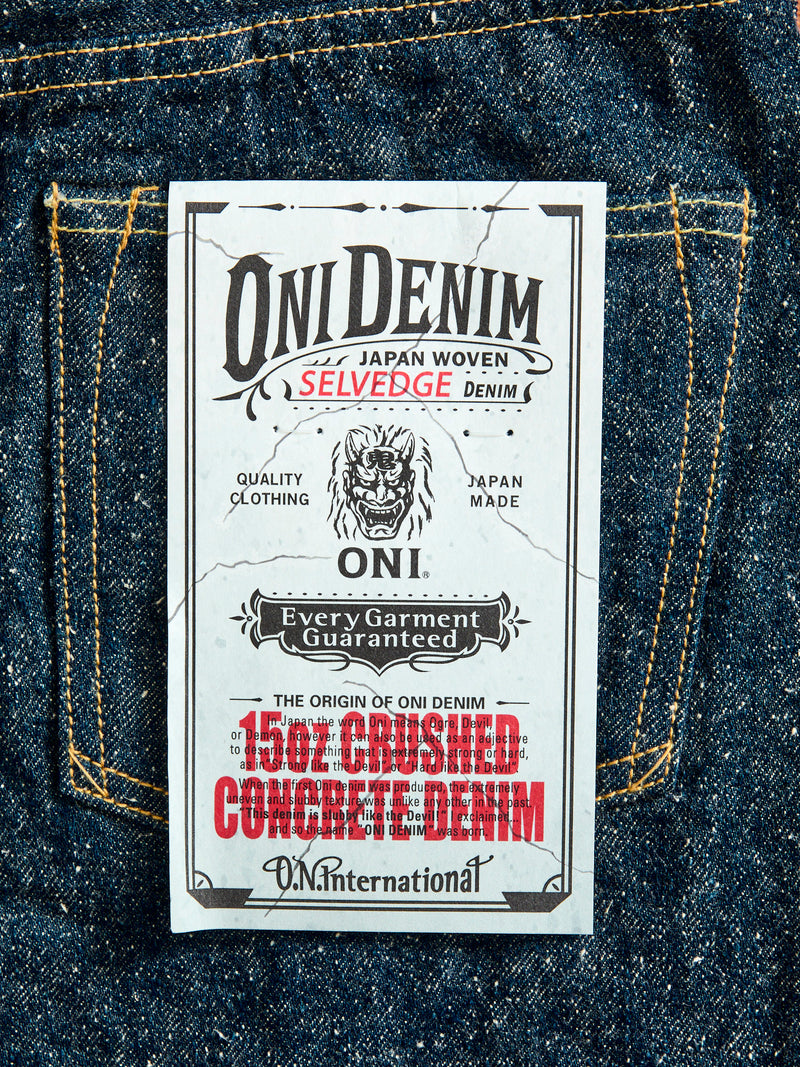 ONI DENIM
JAPAN WOVEN
SELVEDGE DENIM
鬼
QUALITY
CLOTHING
JAPAN
MADE
ONI®
Every Garment
Guaranteed
THE ORIGIN OF ONI DENIM
In Japan the word Oni means Ogre, Devil,
or Demon, however it can also be used as an adjective
to describe something that is extremely strong or hard,
as in "Strong like the Devil" or "Hard like the Devil".
When the first Oni denim was produced, the extremely
uneven and slubby texture was unlike any other in the past.
"This denim is slubby like the Devil!" I exclaimed...
and so the name "ONI DENIM" was born.
15oz
CONCRETE DENIM
O.N.International